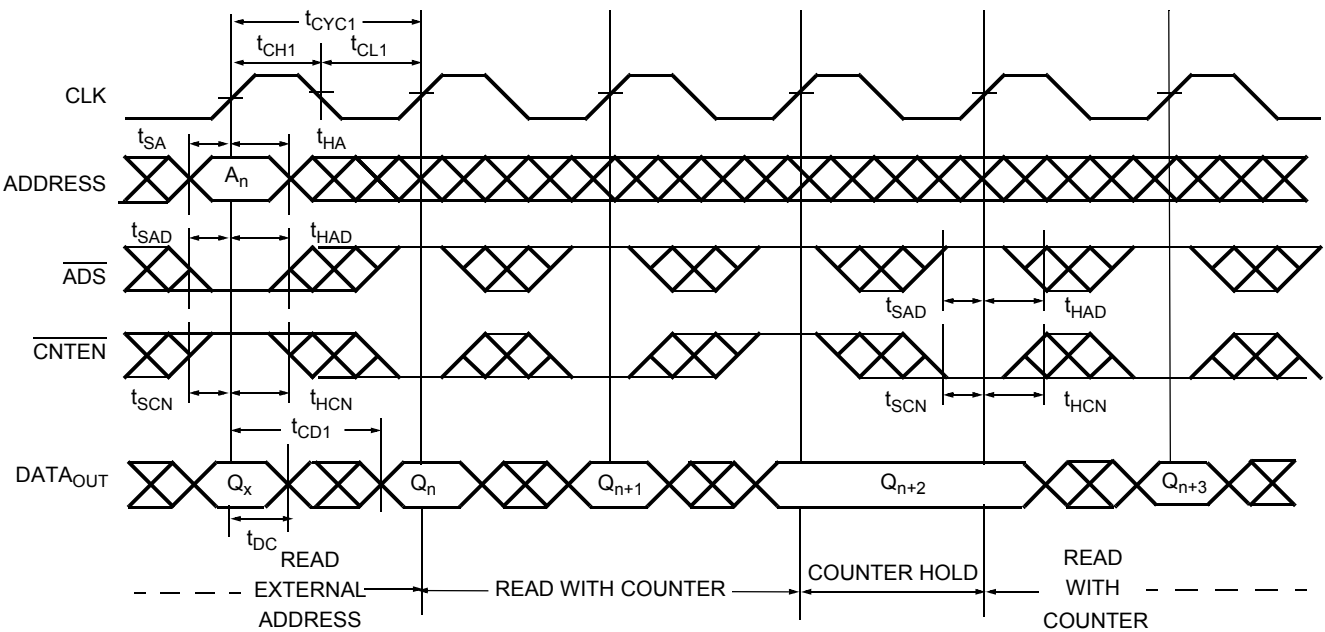 tCYC1
tCH1 tCL1
CLK
tSA tHA
ADDRESS An
tSAD tHAD
ADS
tSAD tHAD
CNTEN
tSCN tHCN tSCN tHCN
tCD1
DATAOUT Qx Qn Qn+1 Qn+2 Qn+3
tDC
READ
EXTERNAL
ADDRESS
READ WITH COUNTER
COUNTER HOLD
READ
WITH
COUNTER